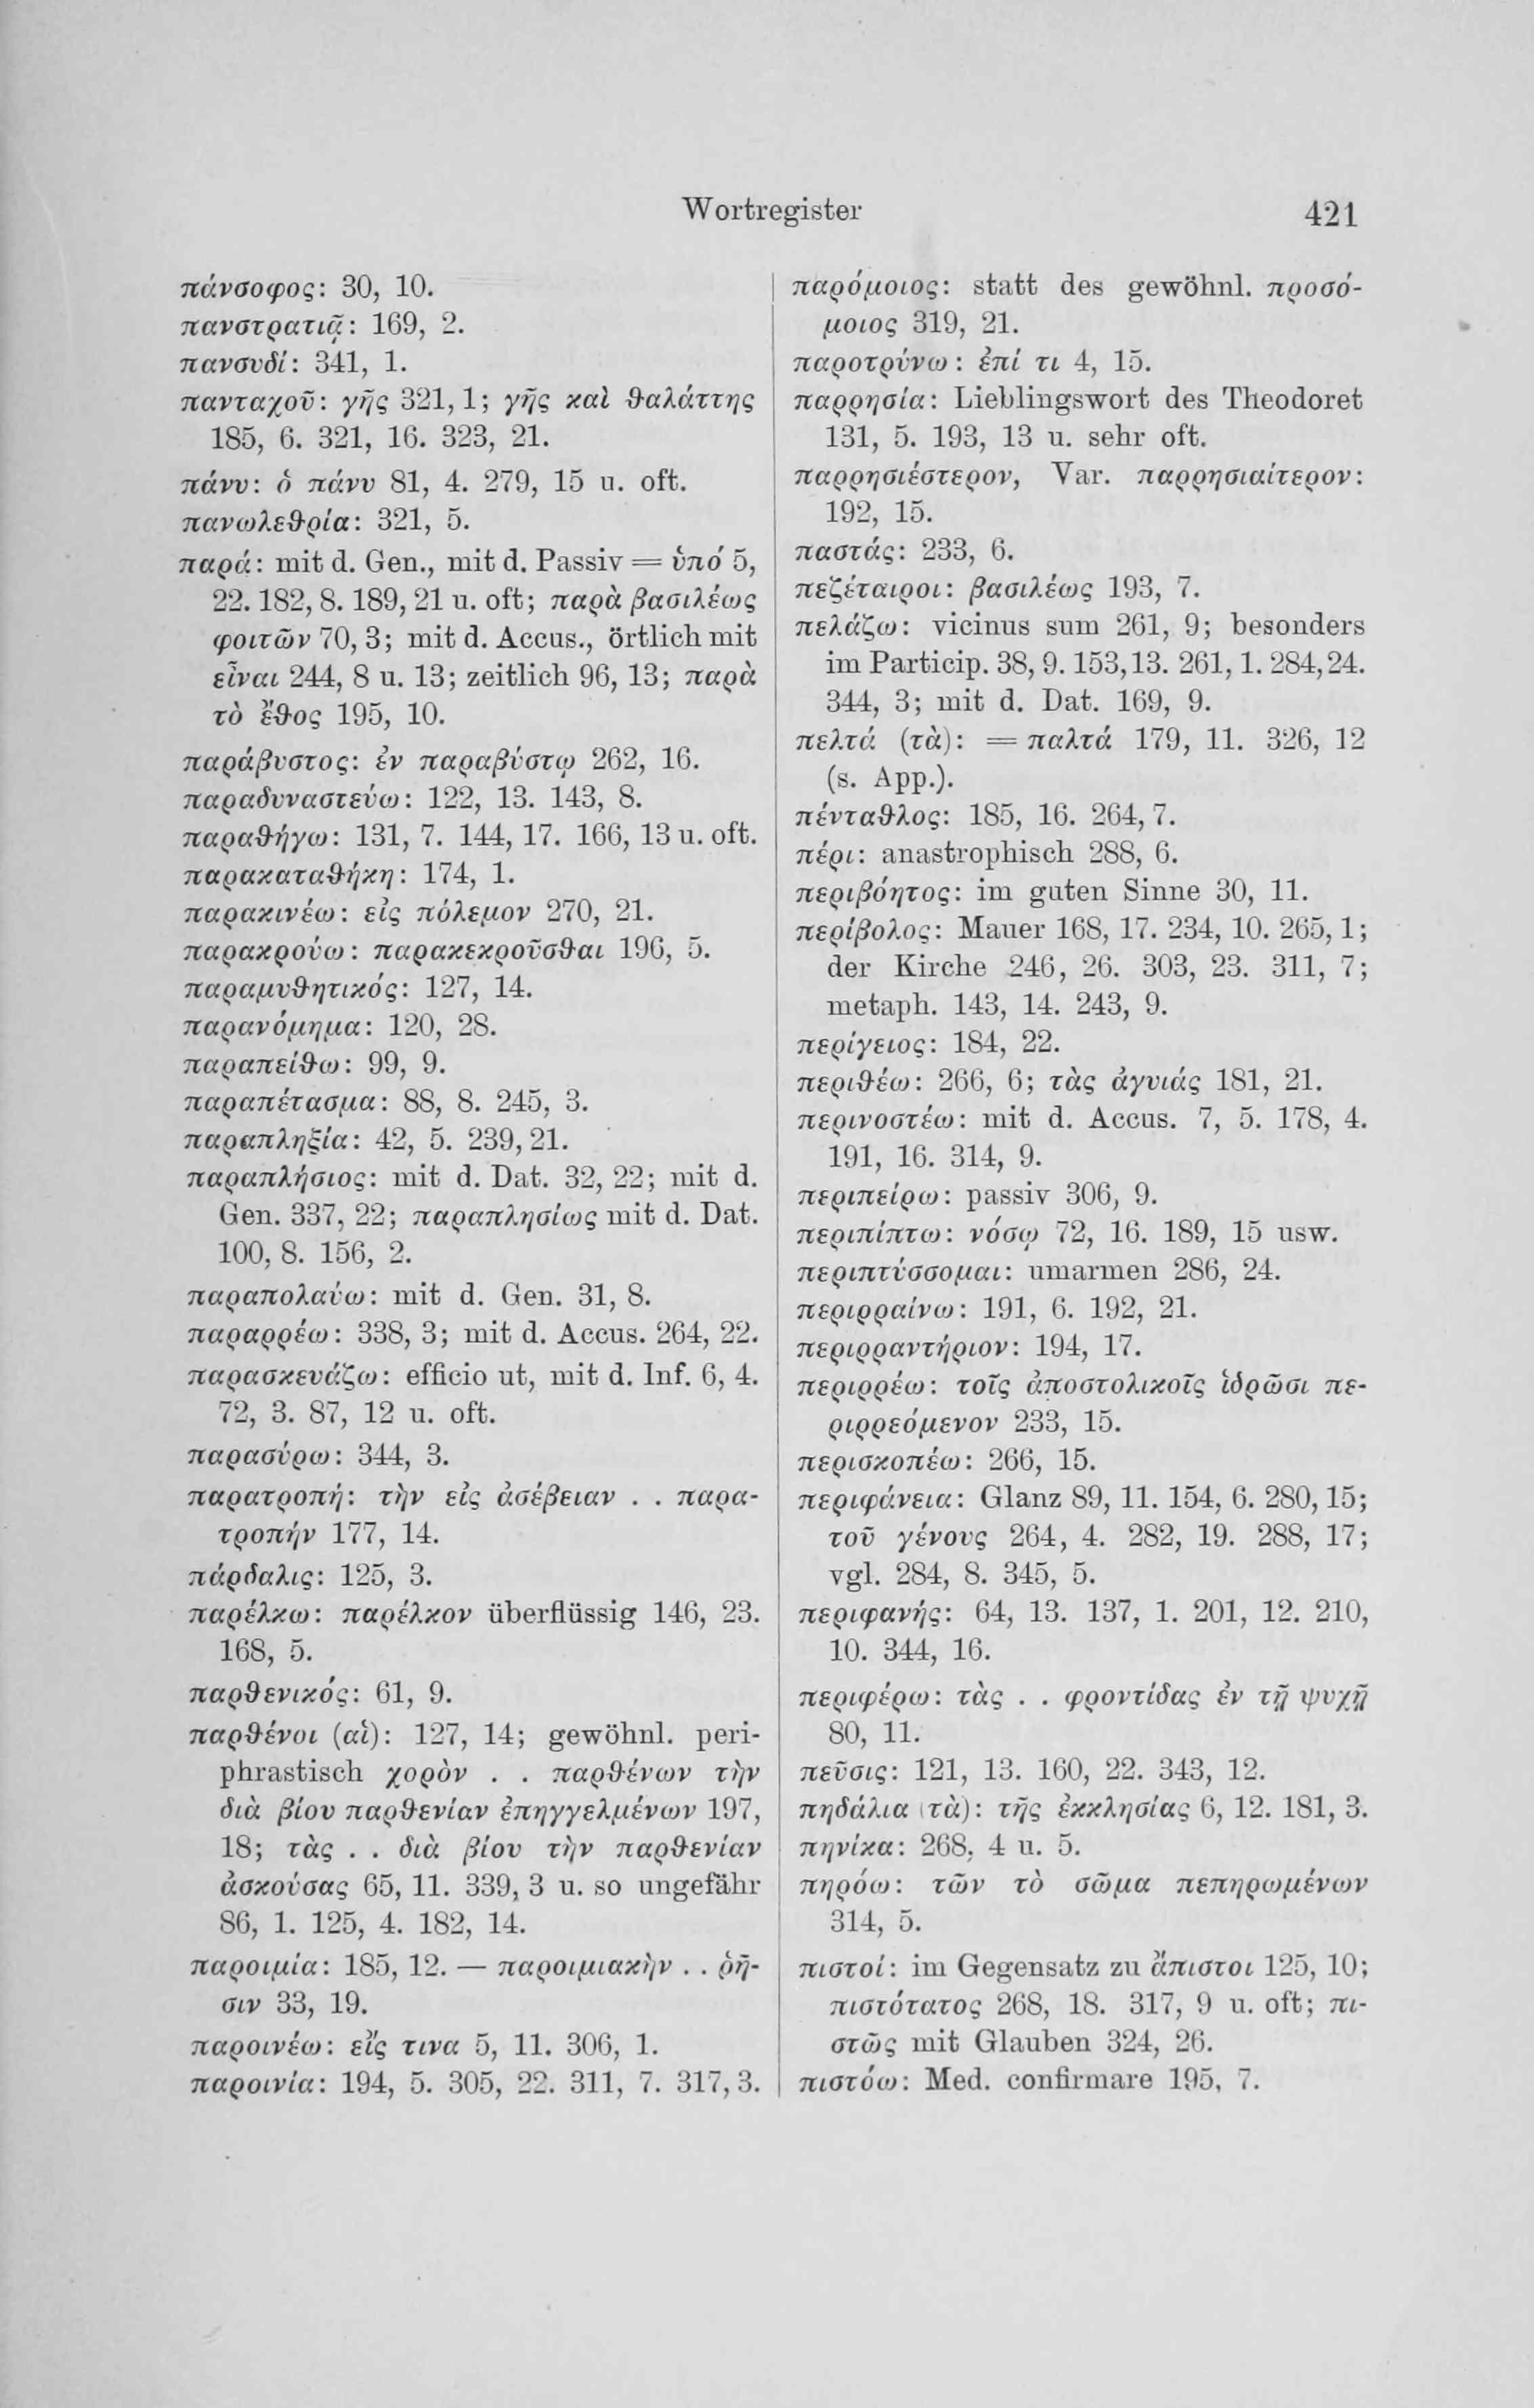 Wortregister 421
πάνσοφος: 30, 10.
πανστρατιᾷ: 169, 2.
πανσυδί: 341, 1.
πανταχοῦ: γῆς 321, 1; γῆς καὶ θαλάττης
185, 6. 321, 16. 323, 21.
πάνυ: ὁ πάνυ 81, 4. 279, 15 u. oft.
πανωλεθρία: 321, 5.
παρά: mit d. Gen., mit d. Passiv = ὑπό 5,
22. 182, 8. 189, 21 u. oft; παρὰ βασιλέως
φοιτῶν 70, 3; mit d. Accus., örtlich mit
εἶναι 244, 8 u. 13; zeitlich 96, 13; παρὰ
τὸ ἔθος 195, 10.
παράβυστος: ἐν παραβύστῳ 262, 16.
παραδυναστεύω: 122, 13. 143, 8.
παραθήγω: 131, 7. 144, 17. 166, 13 u. oft.
παρακαταθήκη: 174, 1.
παρακινέω: εἰς πόλεμον 270, 21.
παρακρούω: παρακεκροῦσθαι 196, 5.
παραμυθητικός: 127, 14.
παρανόμημα: 120, 28.
παραπείθω: 99, 9.
παραπέτασμα: 88, 8. 245, 3.
παραπληξία: 42, 5. 239, 21.
παραπλήσιος: mit d. Dat. 32, 22; mit d.
Gen. 337, 22; παραπλησίως mit d. Dat.
100, 8. 156, 2.
παραπολαύω: mit d. Gen. 31, 8.
παραρρέω: 338, 3; mit d. Accus. 264, 22.
παρασκευάζω: efficio ut, mit d. Inf. 6, 4.
72, 3. 87, 12 u. oft.
παρασύρω: 344, 3.
παρατροπή: τὴν εἰς ἀσέβειαν . . παρα-
τροπήν 177, 14.
πάρδαλις: 125, 3.
παρέλκω: παρέλκον überflüssig 146, 23.
168, 5.
παρθενικός: 61, 9.
παρθένοι (αἱ): 127, 14; gewöhnl. peri-
phrastisch χορὸν . . παρθένων τὴν
διὰ βίου παρθενίαν ἐπηγγελμένων 197,
18; τὰς . . διὰ βίου τὴν παρθενίαν
ἀσκούσας 65, 11. 339, 3 u. so ungefähr
86, 1. 125, 4. 182, 14.
παροιμία: 185, 12. — παροιμιακὴν . . ῥῆ-
σιν 33, 19.
παροινέω: εἴς τινα 5, 11. 306, 1.
παροινία: 194, 5. 305, 22. 311, 7. 317, 3.
παρόμοιος: statt des gewöhnl. προσό-
μοιος 319, 21.
παροτρύνω: ἐπί τι 4, 15.
παρρησία: Lieblingswort des Theodoret
131, 5. 193, 13 u. sehr oft.
παρρησιέστερον, Var. παρρησιαίτερον:
192, 15.
παστάς: 233, 6.
πεζέταιροι: βασιλέως 193, 7.
πελάζω: vicinus sum 261, 9; besonders
im Particip. 38, 9. 153, 13. 261, 1. 284, 24.
344, 3; mit d. Dat. 169, 9.
πελτά (τὰ): = παλτά 179, 11. 326, 12
(s. App.).
πένταθλος: 185, 16. 264, 7.
πέρι: anastrophisch 288, 6.
περιβόητος: im guten Sinne 30, 11.
περίβολος: Mauer 168, 17. 234, 10. 265, 1;
der Kirche 246, 26. 303, 23. 311, 7;
metaph. 143, 14. 243, 9.
περίγειος: 184, 22.
περιθέω: 266, 6; τὰς ἀγυιάς 181, 21.
περινοστέω: mit d. Accus. 7, 5. 178, 4.
191, 16. 314, 9.
περιπείρω: passiv 306, 9.
περιπίπτω: νόσῳ 72, 16. 189, 15 usw.
περιπτύσσομαι: umarmen 286, 24.
περιρραίνω: 191, 6. 192, 21.
περιρραντήριον: 194, 17.
περιρρέω: τοῖς ἀποστολικοῖς ἱδρῶσι πε-
ριρρεόμενον 233, 15.
περισκοπέω: 266, 15.
περιφάνεια: Glanz 89, 11. 154, 6. 280, 15;
τοῦ γένους 264, 4. 282, 19. 288, 17;
vgl. 284, 8. 345, 5.
περιφανής: 64, 13. 137, 1. 201, 12. 210,
10. 344, 16.
περιφέρω: τὰς . . φροντίδας ἐν τῇ ψυχῇ
80, 11.
πεῦσις: 121, 13. 160, 22. 343, 12.
πηδάλια (τὰ): τῆς ἐκκλησίας 6, 12. 181, 3.
πηνίκα: 268, 4 u. 5.
πηρόω: τῶν τὸ σῶμα πεπηρωμένων
314, 5.
πιστοί: im Gegensatz zu ἄπιστοι 125, 10;
πιστότατος 268, 18. 317, 9 u. oft; πι-
στῶς mit Glauben 324, 26.
πιστόω: Med. confirmare 195, 7.